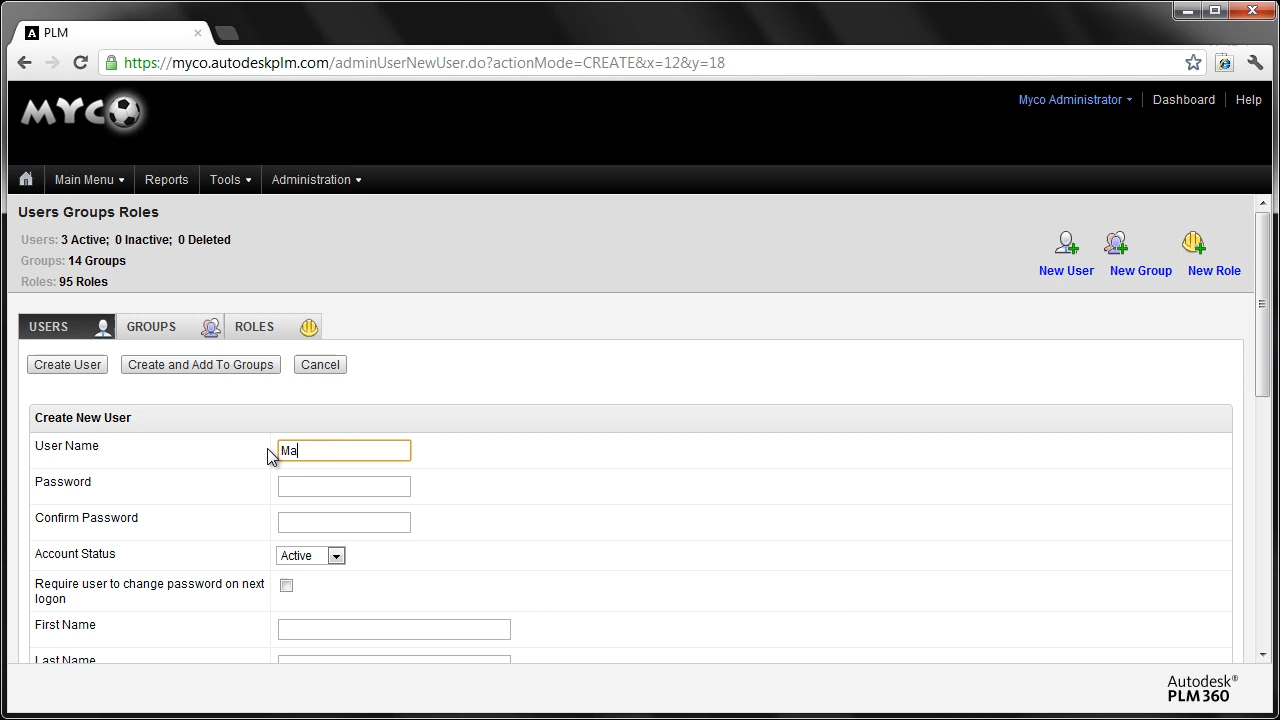 PLM
https://myco.autodeskplm.com/adminUserNewUser.do?actionMode=CREATE&x=12&y=18
MYCO
Myco Administrator
Dashboard
Help
Main Menu
Reports
Tools
Administration
Users Groups Roles
Users: 3 Active; 0 Inactive; 0 Deleted
Groups: 14 Groups
Roles: 95 Roles
New User
New Group
New Role
USERS
GROUPS
ROLES
Create User
Create and Add To Groups
Cancel
Create New User
User Name
Ma
Password
Confirm Password
Account Status
Active
Require user to change password on next
logon
First Name
Last Name
Autodesk®
PLM360